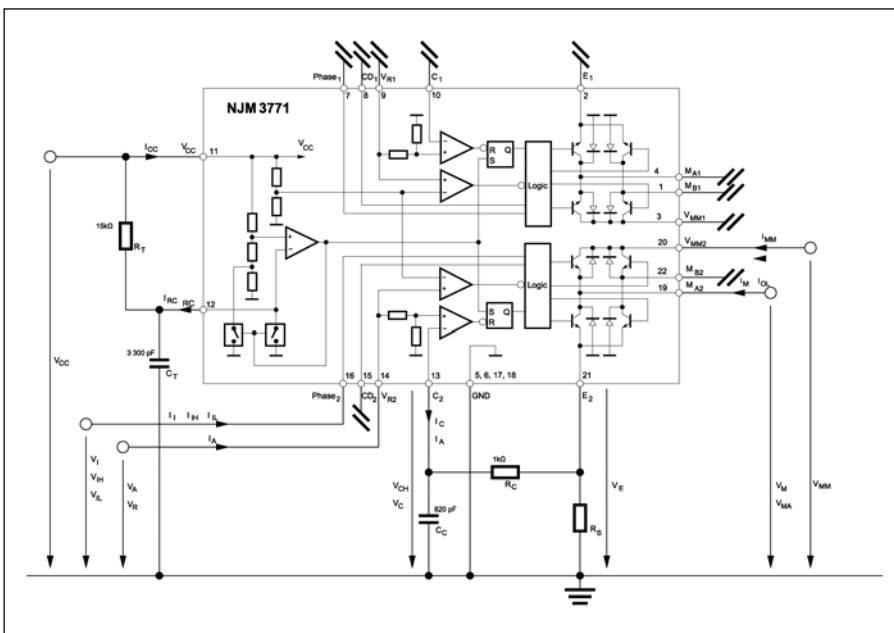 Phase1 CD1 VR1 C1 E1
7 8 9 10 2
NJM 3771
ICC VCC 11 VCC
R Q
S
Logic
4 MA1
1 MB1
3 VMM1
15kΩ
RT
+
−
20 VMM2 IMM
22 MB2
19 MA2 IM IOL
Logic
S Q
R
IRC RC 12
3 300 pF
CT
VCC
16 15 14 13 5, 6, 17, 18 21
Phase2 CD2 VR2 C2 GND E2
II IIH IIL
IA
IC
IA
1kΩ
RC
VI
VIH
VIL
VA
VR
VCH
VC
820 pF
CC
VE
RS
VM
VMA
VMM